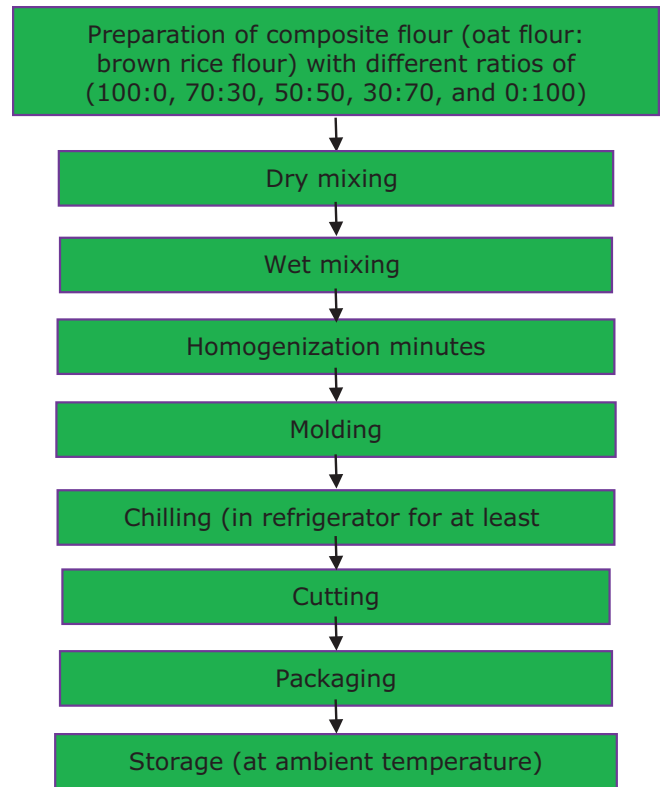 Preparation of composite flour (oat flour:
brown rice flour) with different ratios of
(100:0, 70:30, 50:50, 30:70, and 0:100)
Dry mixing
Wet mixing
Homogenization minutes
Molding
Chilling (in refrigerator for at least
Cutting
Packaging
Storage (at ambient temperature)